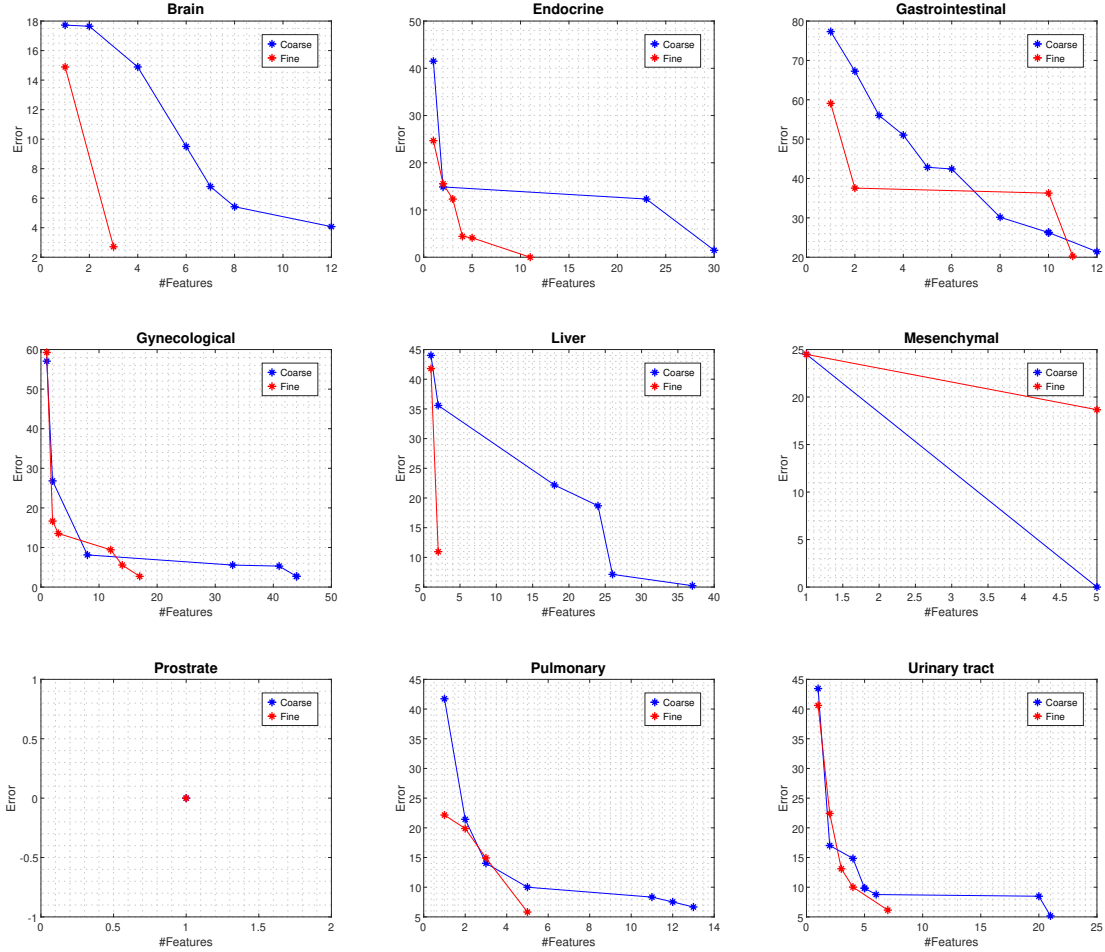 Brain
18
16
14
12
10
8
6
4
2
Error
0 2 4 6 8 10 12
#Features
Coarse
Fine
Endocrine
50
40
30
20
10
0
Error
0 5 10 15 20 25 30
#Features
Coarse
Fine
Gastrointestinal
80
70
60
50
40
30
20
Error
0 2 4 6 8 10 12
#Features
Coarse
Fine
Gynecological
60
50
40
30
20
10
0
Error
0 10 20 30 40 50
#Features
Coarse
Fine
Liver
45
40
35
30
25
20
15
10
5
Error
0 5 10 15 20 25 30 35 40
#Features
Coarse
Fine
Mesenchymal
25
20
15
10
5
0
Error
1 1.5 2 2.5 3 3.5 4 4.5 5
#Features
Coarse
Fine
Prostrate
1
0.5
0
-0.5
-1
Error
0 0.5 1 1.5 2
#Features
Coarse
Fine
Pulmonary
45
40
35
30
25
20
15
10
5
Error
0 2 4 6 8 10 12 14
#Features
Coarse
Fine
Urinary tract
45
40
35
30
25
20
15
10
5
Error
0 5 10 15 20 25
#Features
Coarse
Fine